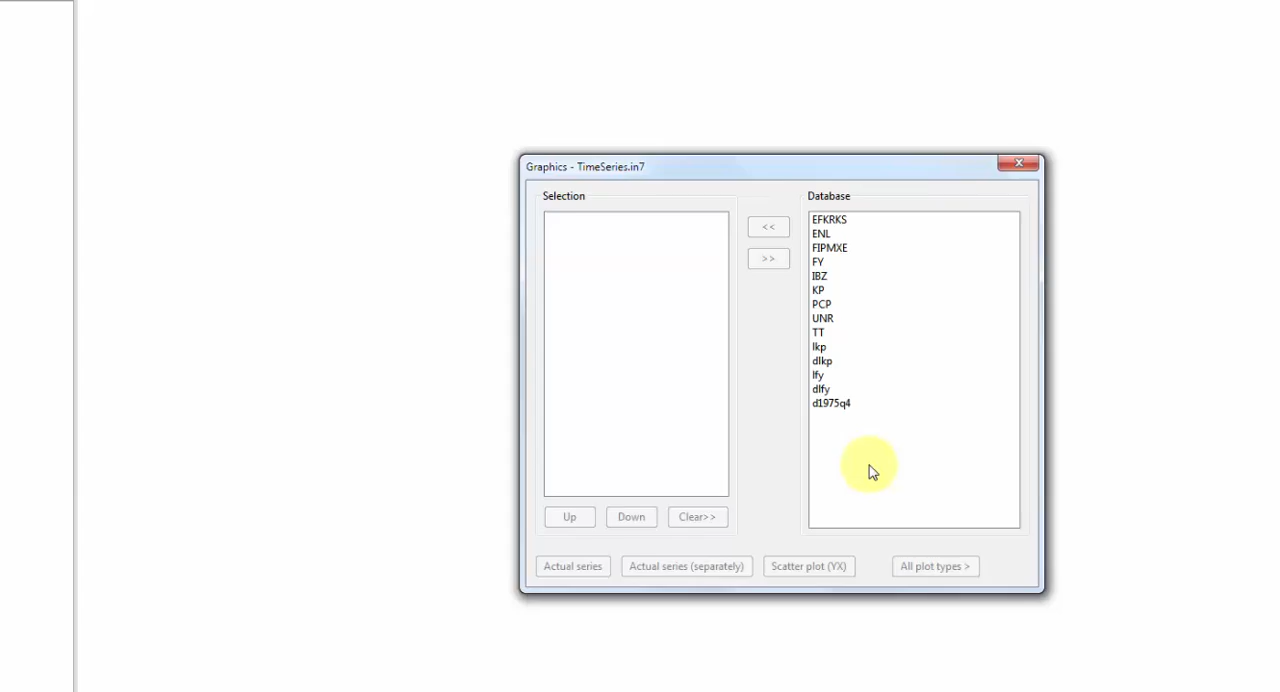 Graphics - TimeSeries.in7
Selection
Database
<<
>>
EFKRKS
ENL
FIPMXE
FY
IBZ
KP
PCP
UNR
TT
lkp
dlkp
lfy
dlfy
d1975q4
Up
Down
Clear>>
Actual series
Actual series (separately)
Scatter plot (YX)
All plot types >